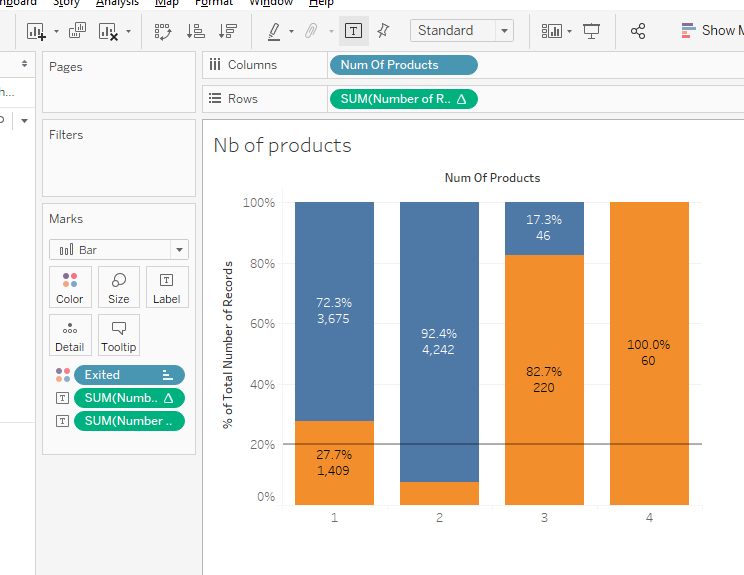 Story
Analysis
Map
Format
Help
Standard
Pages
Columns
Num Of Products
Rows
SUM(Number of R..
Filters
Marks
Bar
Color
Size
Label
Detail
Tooltip
Exited
SUM(Numb..
SUM(Number ..
Nb of products
Num Of Products
% of Total Number of Records
100%
80%
60%
40%
20%
0%
72.3%
3,675
27.7%
1,409
92.4%
4,242
17.3%
46
82.7%
220
100.0%
60
1
2
3
4